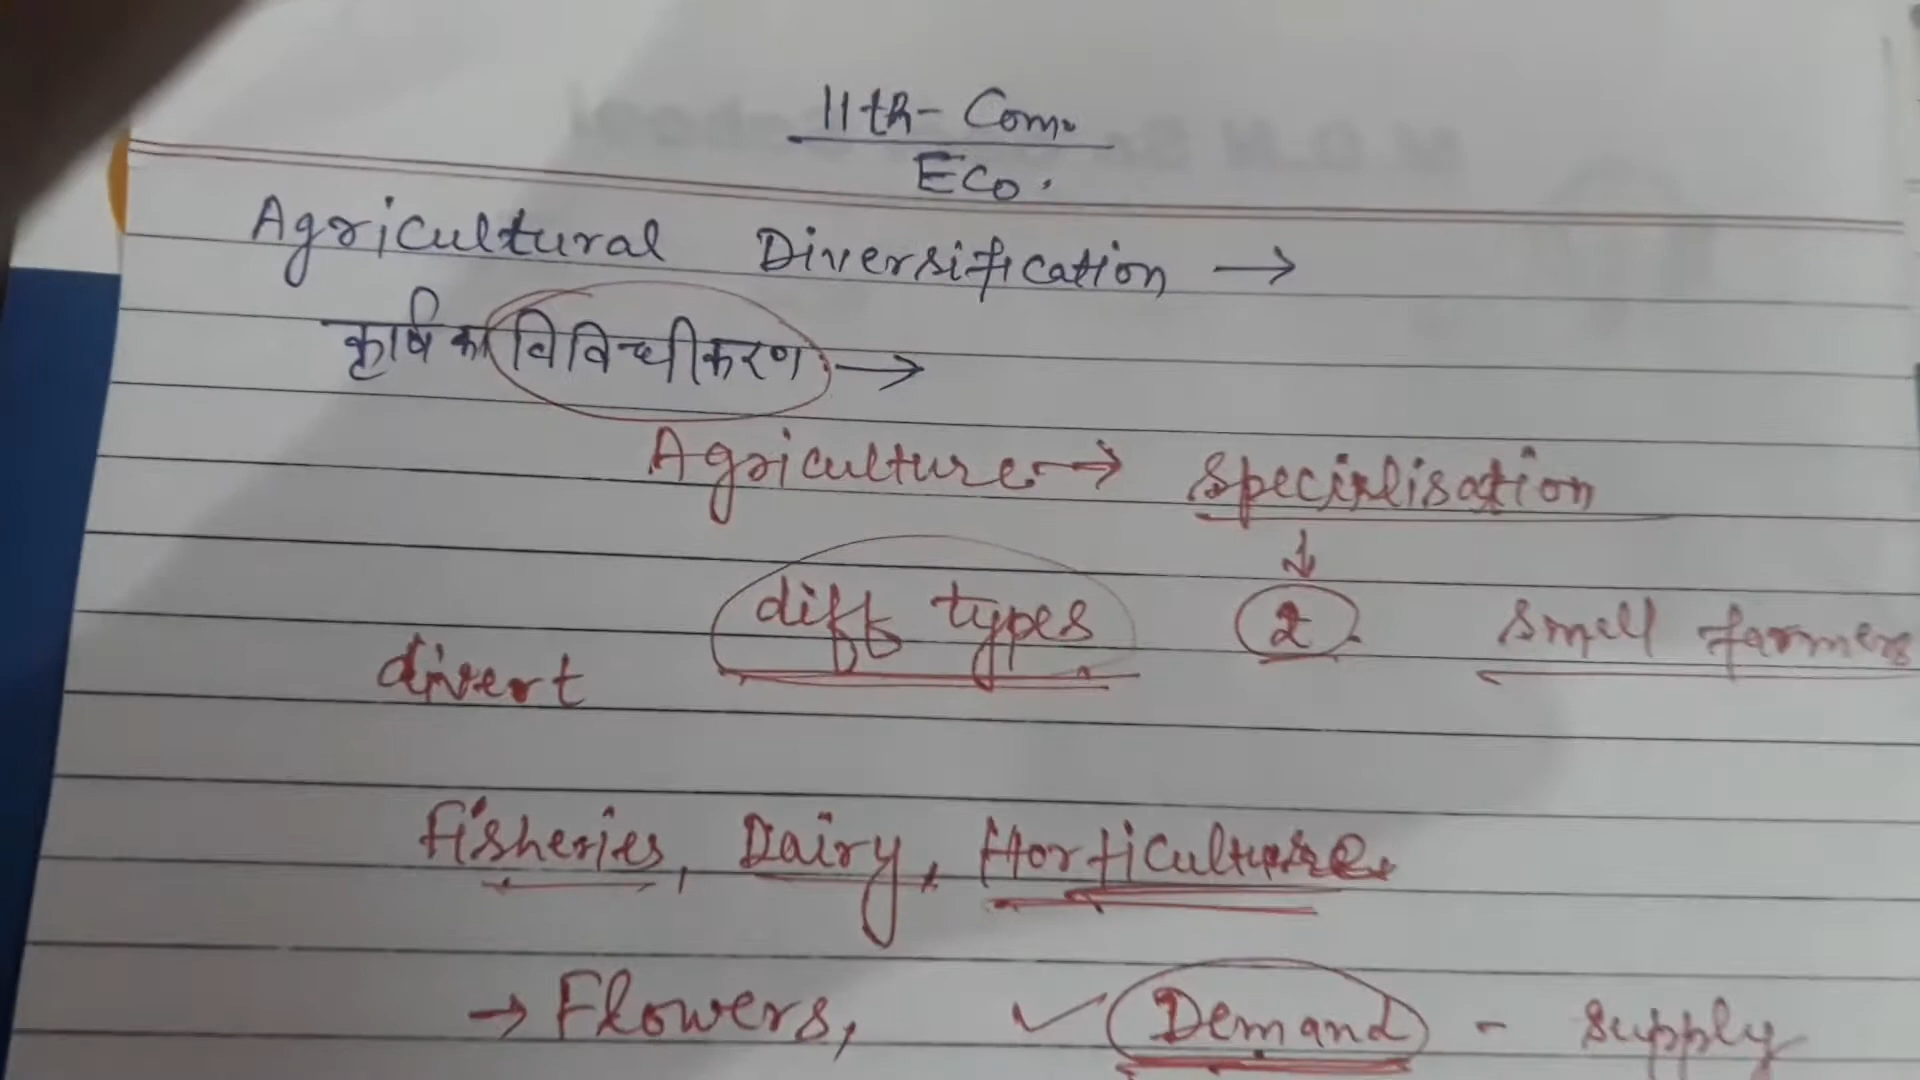 11th - Com.
Eco.
Agricultural Diversification →
कृषि का विविधीकरण →
Agriculture → Specialisation
↓
diff types 2 small farmers
divert
Fisheries, Dairy, Horticulture
→ Flowers, ✓ Demand - supply